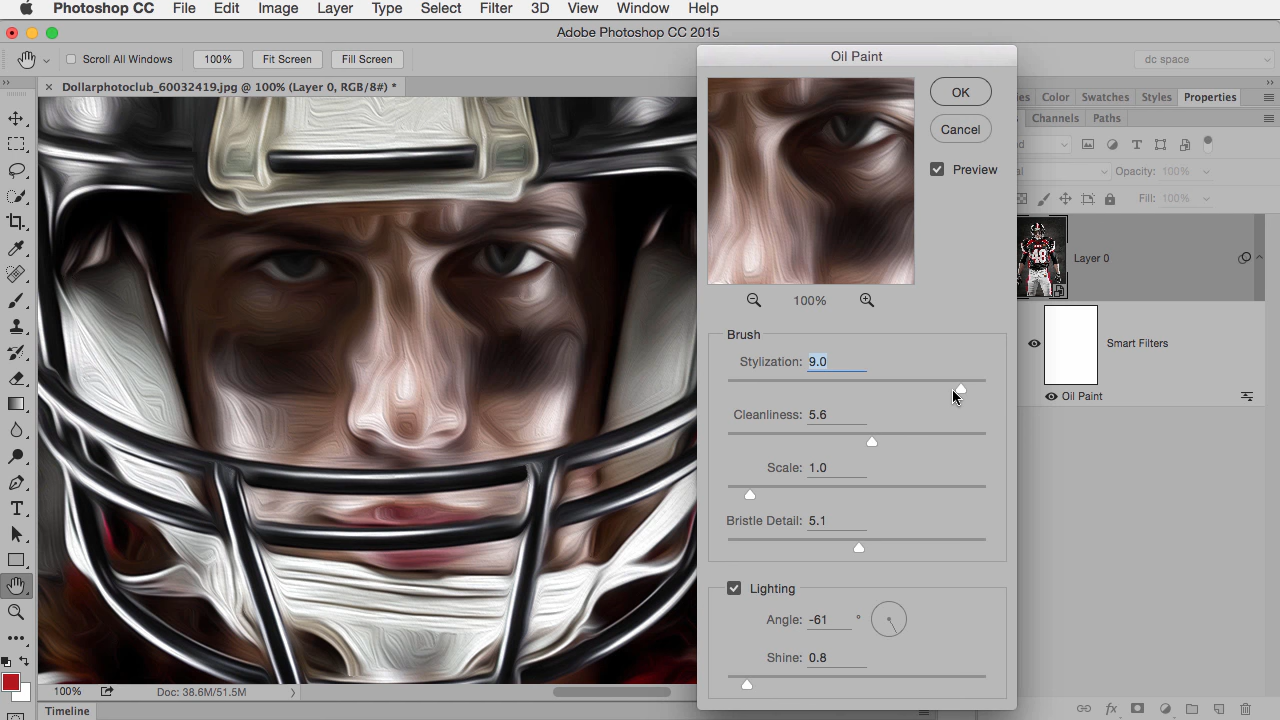 Photoshop CC File Edit Image Layer Type Select Filter 3D View Window Help
Adobe Photoshop CC 2015
Scroll All Windows 100% Fit Screen Fill Screen dc space
Dollarphotoclub_60032419.jpg @ 100% (Layer 0, RGB/8#) *
Color Swatches Styles Properties
Channels Paths
Opacity: 100%
Fill: 100%
48
Layer 0
Smart Filters
Oil Paint
Oil Paint
OK
Cancel
Preview
100%
Brush
Stylization: 9.0
Cleanliness: 5.6
Scale: 1.0
Bristle Detail: 5.1
Lighting
Angle: -61 °
Shine: 0.8
T
100% Doc: 38.6M/51.5M
Timeline
fx